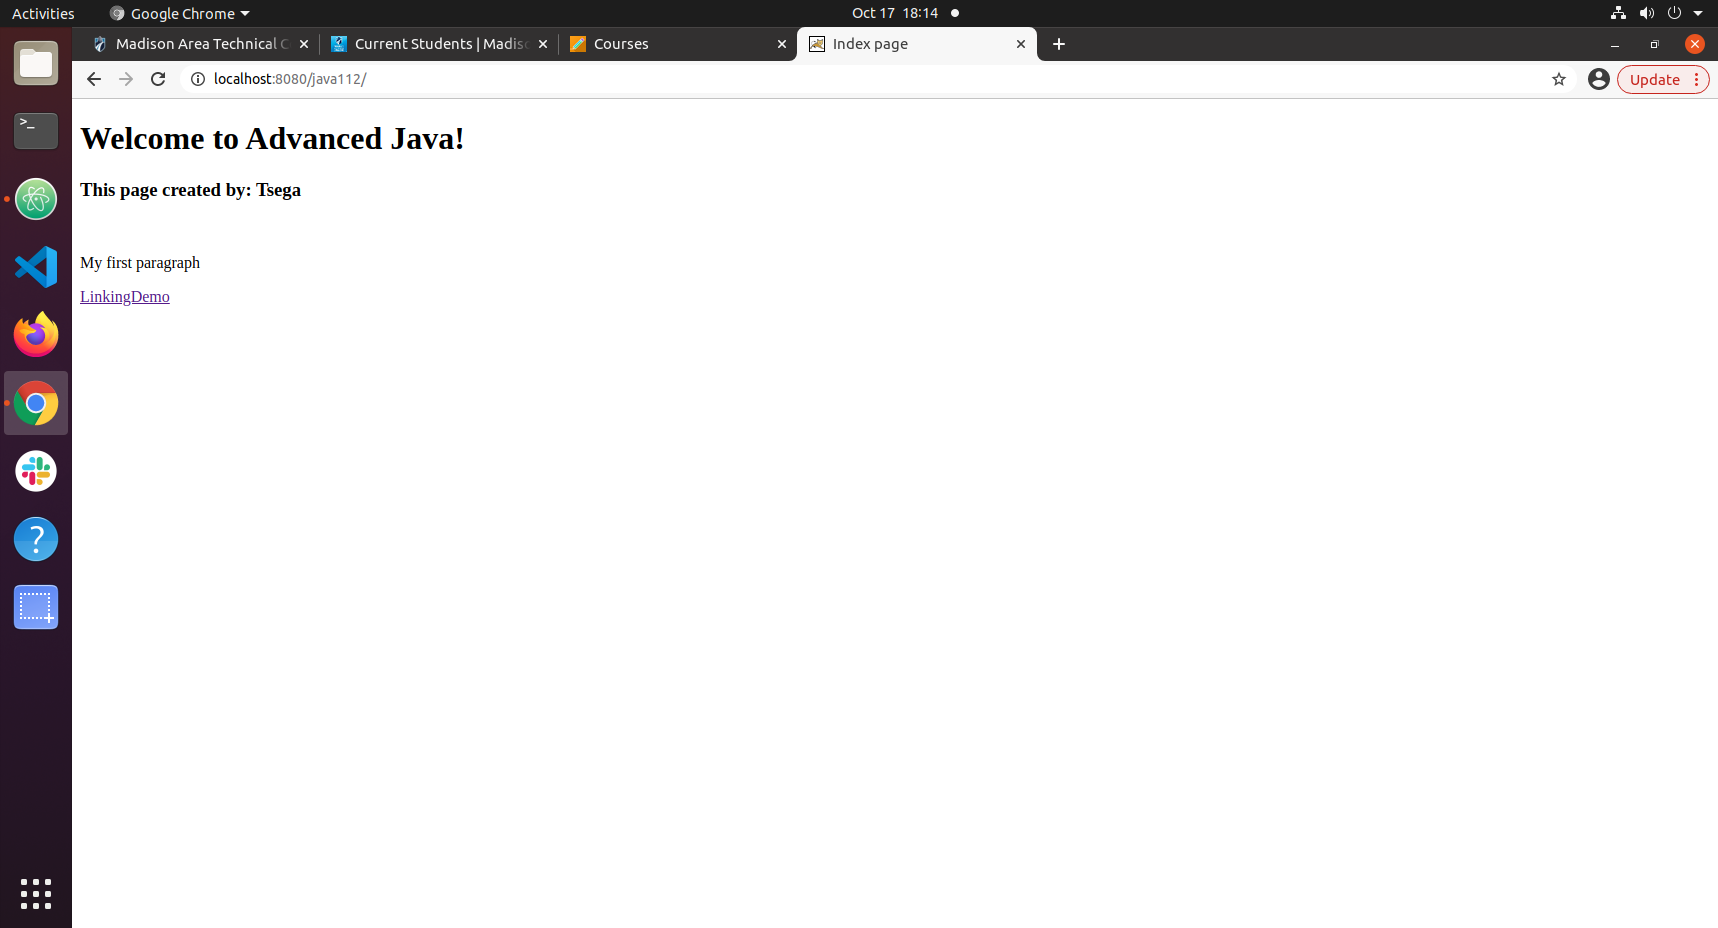 Activities
Google Chrome
Oct 17 18:14
Madison Area Technical C
Current Students | Madis
Courses
Index page
localhost:8080/java112/
Update
Welcome to Advanced Java!
This page created by: Tsega
My first paragraph
LinkingDemo